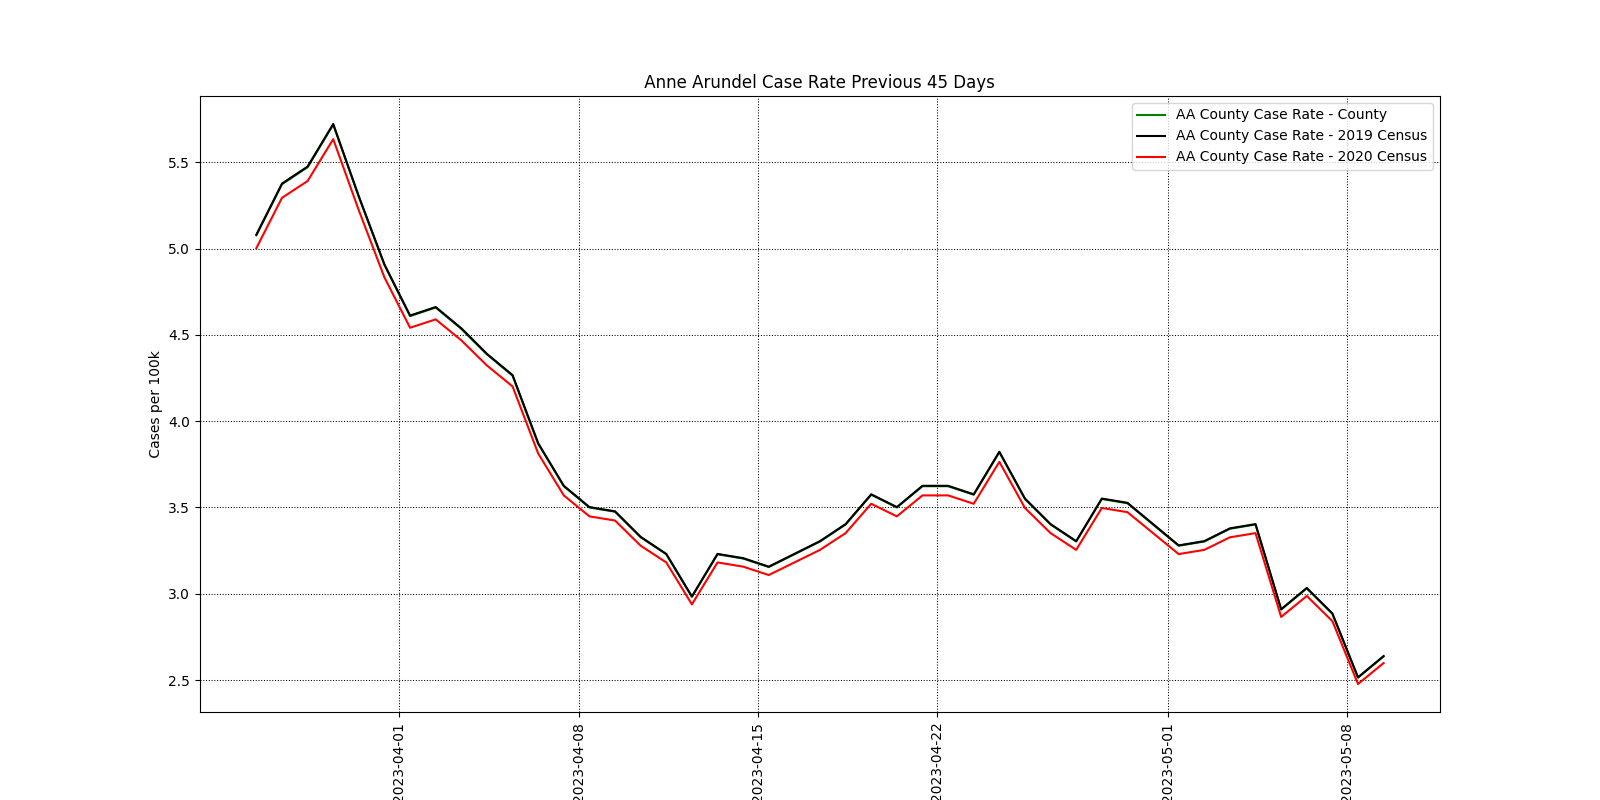 Anne Arundel Case Rate Previous 45 Days
AA County Case Rate - County
AA County Case Rate - 2019 Census
AA County Case Rate - 2020 Census
Cases per 100k
5.5
5.0
4.5
4.0
3.5
3.0
2.5
2023-04-01
2023-04-08
2023-04-15
2023-04-22
2023-05-01
2023-05-08